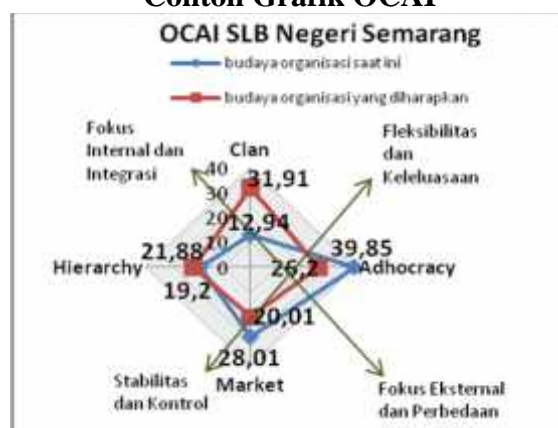 Contoh Grafik OCAI
OCAI SLB Negeri Semarang
budaya organisasi saat ini
budaya organisasi yang diharapkan
Fokus
Internal dan
Integrasi
Clan
Fleksibilitas
dan
Keleluasaan
40
30
20
10
0
31,91
12,94
21,88
39,85
Hierarchy
26,2
Adhocracy
19,2
20,01
28,01
Market
Stabilitas
dan Kontrol
Fokus Eksternal
dan Perbedaan